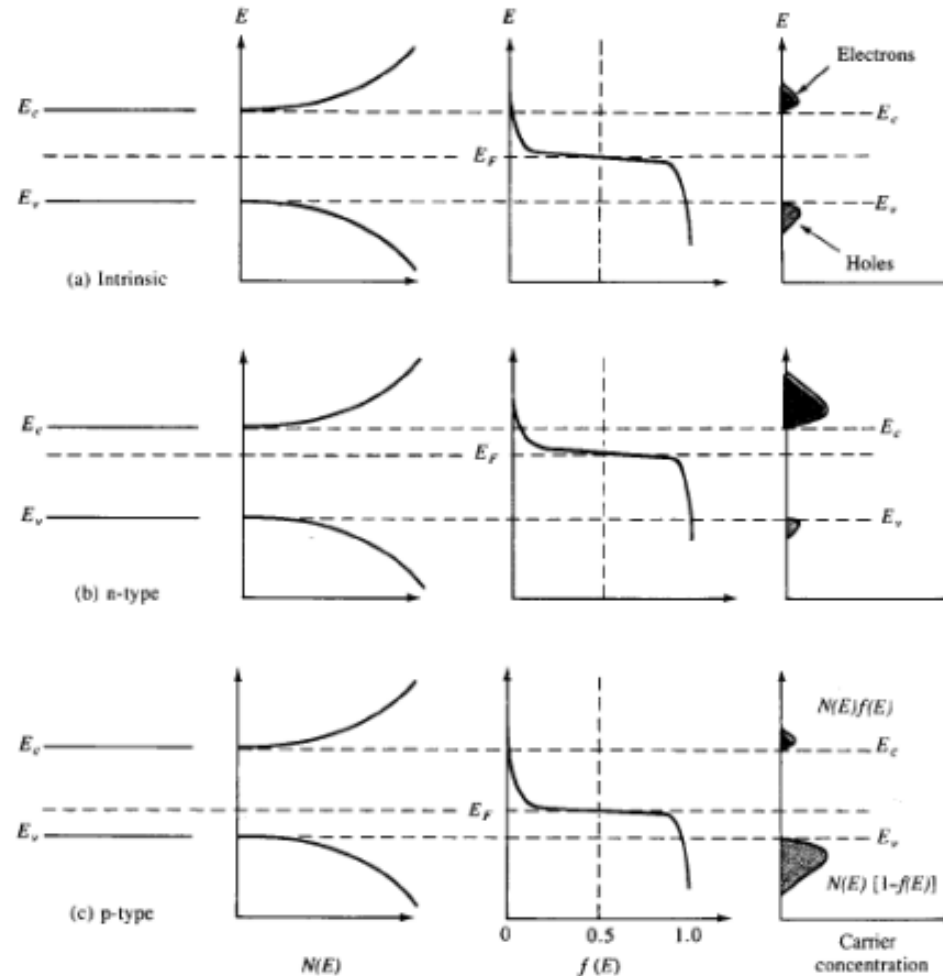 E
E
E
Electrons
E_c
E_c
E_F
E_v
E_v
Holes
(a) Intrinsic
E_c
E_c
E_F
E_v
E_v
(b) n-type
N(E)f(E)
E_c
E_c
E_F
E_v
E_v
N(E) [1-f(E)]
(c) p-type
0
0.5
1.0
Carrier
concentration
N(E)
f(E)